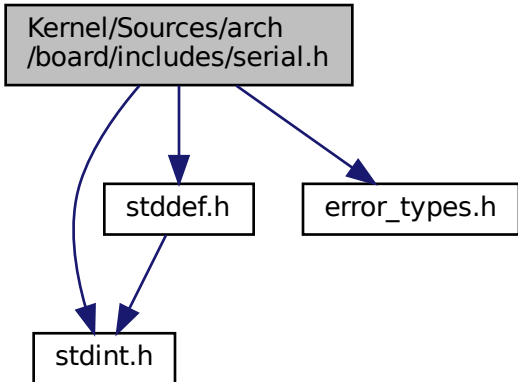 Kernel/Sources/arch
/board/includes/serial.h
stddef.h
error_types.h
stdint.h